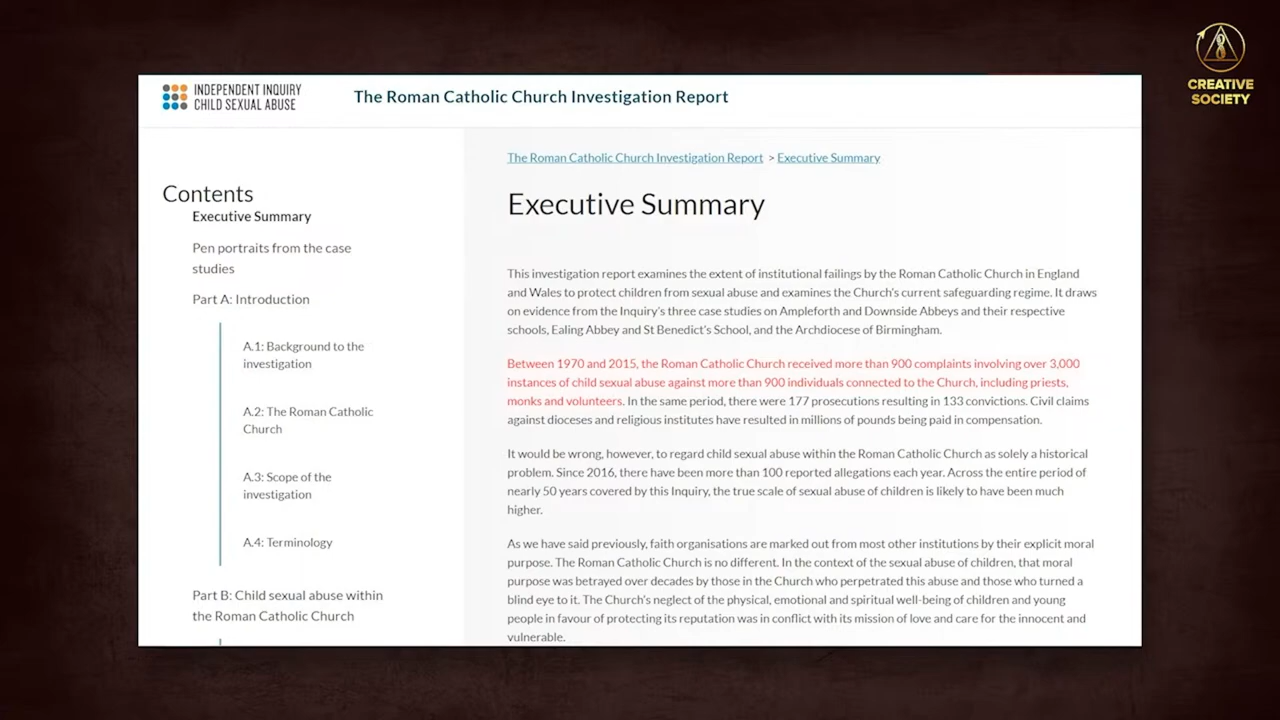 INDEPENDENT INQUIRY
CHILD SEXUAL ABUSE
The Roman Catholic Church Investigation Report
CREATIVE
SOCIETY
Contents
Executive Summary
Pen portraits from the case
studies
Part A: Introduction
A.1: Background to the
investigation
A.2: The Roman Catholic
Church
A.3: Scope of the
investigation
A.4: Terminology
Part B: Child sexual abuse within
the Roman Catholic Church
The Roman Catholic Church Investigation Report > Executive Summary
Executive Summary
This investigation report examines the extent of institutional failings by the Roman Catholic Church in England
and Wales to protect children from sexual abuse and examines the Church's current safeguarding regime. It draws
on evidence from the Inquiry's three case studies on Ampleforth and Downside Abbeys and their respective
schools, Ealing Abbey and St Benedict's School, and the Archdiocese of Birmingham.
Between 1970 and 2015, the Roman Catholic Church received more than 900 complaints involving over 3,000
instances of child sexual abuse against more than 900 individuals connected to the Church, including priests,
monks and volunteers. In the same period, there were 177 prosecutions resulting in 133 convictions. Civil claims
against dioceses and religious institutes have resulted in millions of pounds being paid in compensation.
It would be wrong, however, to regard child sexual abuse within the Roman Catholic Church as solely a historical
problem. Since 2016, there have been more than 100 reported allegations each year. Across the entire period of
nearly 50 years covered by this Inquiry, the true scale of sexual abuse of children is likely to have been much
higher.
As we have said previously, faith organisations are marked out from most other institutions by their explicit moral
purpose. The Roman Catholic Church is no different. In the context of the sexual abuse of children, that moral
purpose was betrayed over decades by those in the Church who perpetrated this abuse and those who turned a
blind eye to it. The Church's neglect of the physical, emotional and spiritual well-being of children and young
people in favour of protecting its reputation was in conflict with its mission of love and care for the innocent and
vulnerable.